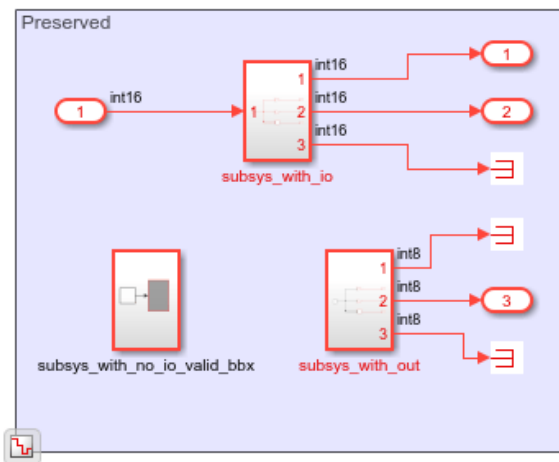 Preserved
int16
1
int16
1
1
1
2
3
int16
2
int16
subsys_with_io
int8
1
2
3
int8
3
int8
subsys_with_no_io_valid_bbx
subsys_with_out